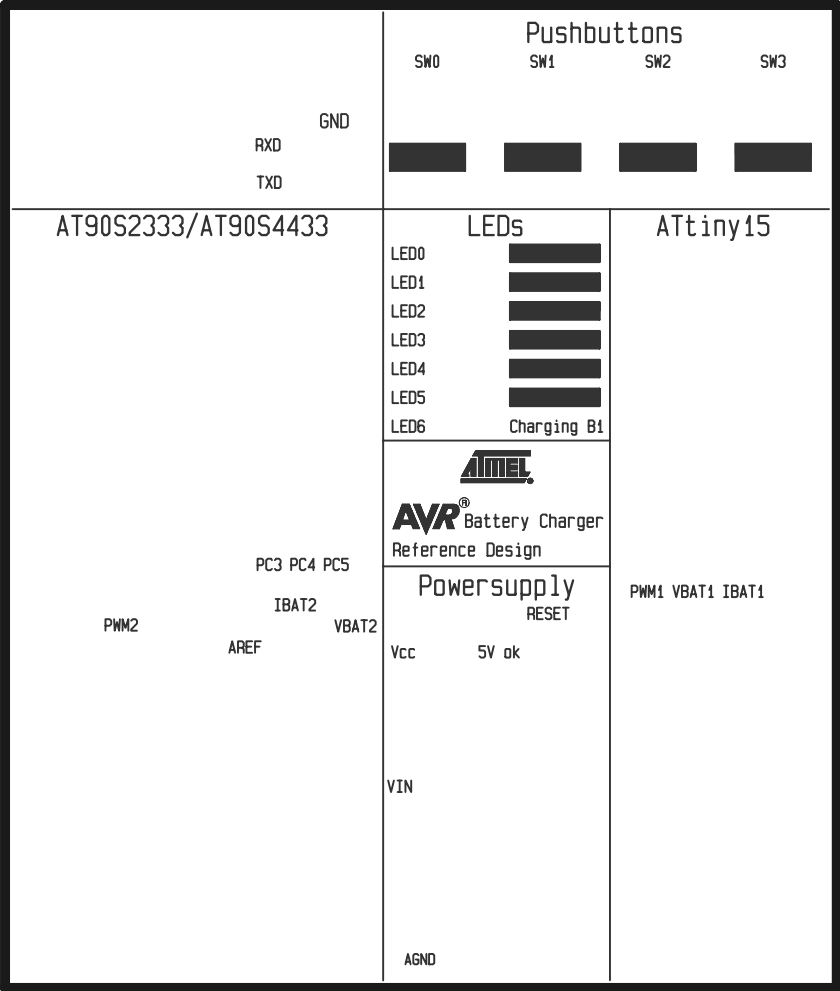 Pushbuttons
SW0 SW1 SW2 SW3
GND
RXD
TXD
AT90S2333/AT90S4433
PC3 PC4 PC5
IBAT2
PWM2 VBAT2
AREF
LEDs
LED0
LED1
LED2
LED3
LED4
LED5
LED6 Charging B1
ATMEL
AVR® Battery Charger
Reference Design
Powersupply
RESET
Vcc 5V ok
VIN
AGND
ATtiny15
PWM1 VBAT1 IBAT1